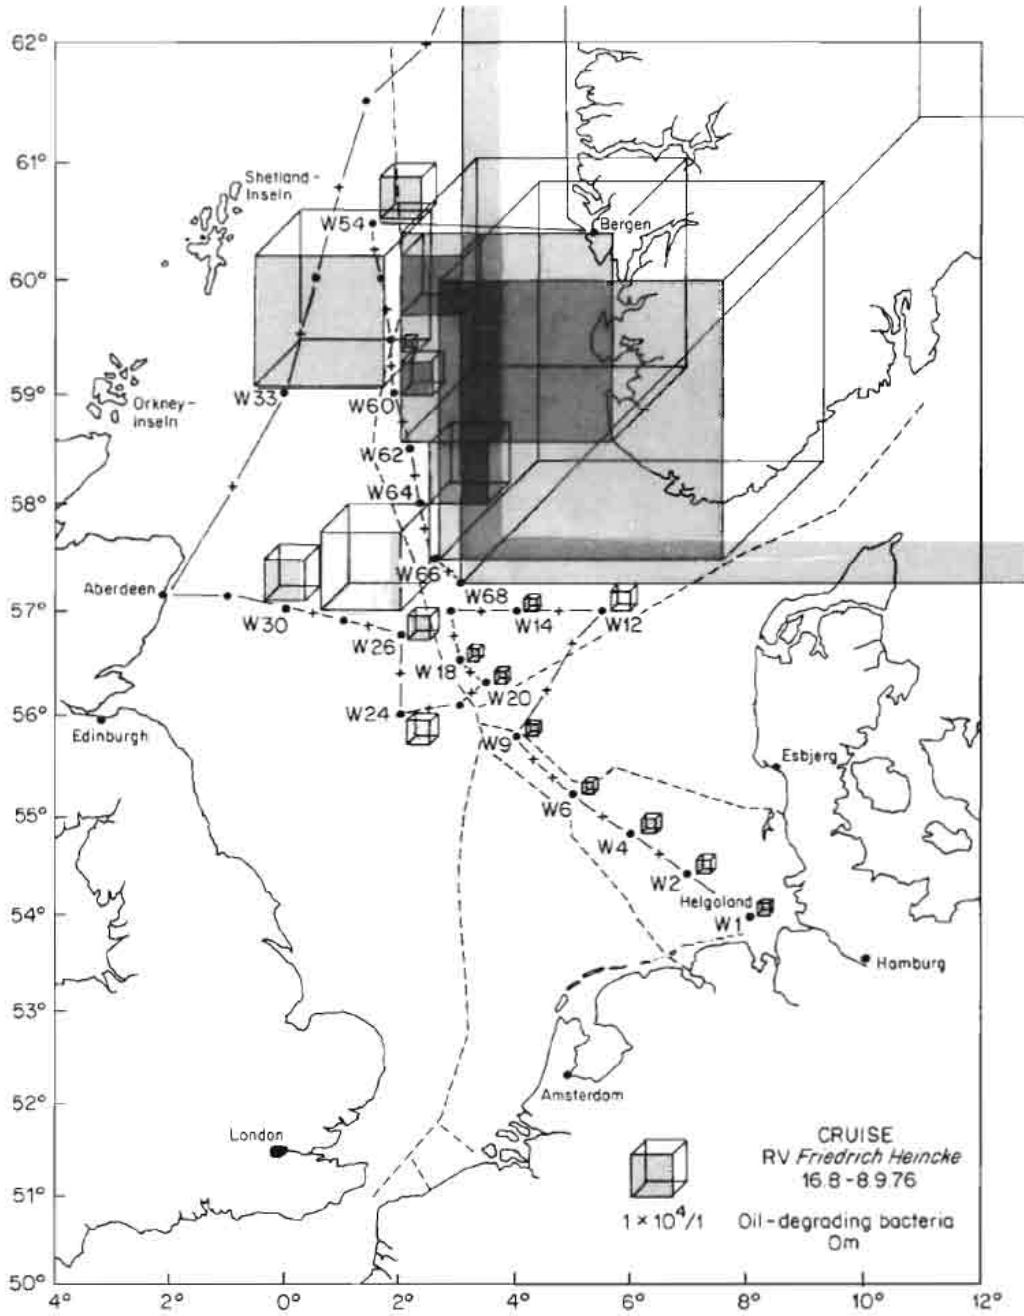 62°
61°
Shetland-
Inseln
W54
Bergen
60°
59°
W33
W60
Orkney-
inseln
W62
W64
58°
W66
Aberdeen
W68
57°
W30
W14
W12
W26
W18
W20
56°
W24
Edinburgh
W9
Esbjerg
55°
W6
W4
W2
Helgoland
54°
W1
Hamburg
53°
52°
Amsterdam
London
CRUISE
RV Friedrich Heincke
16.8-8.9.76
51°
1 × 10⁴/1
Oil-degrading bacteria
0m
50°
4° 2° 0° 2° 4° 6° 8° 10° 12°